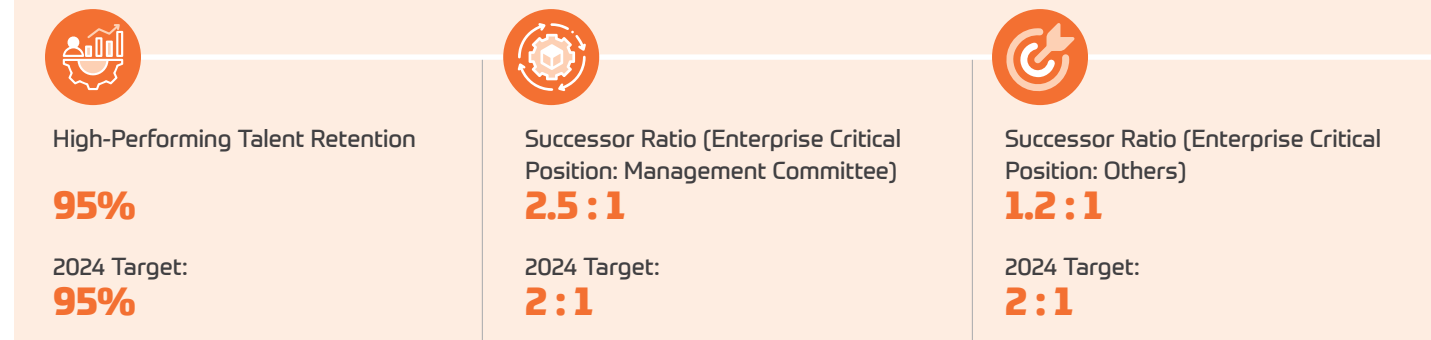 High-Performing Talent Retention
95%
2024 Target:
95%
Successor Ratio (Enterprise Critical
Position: Management Committee)
2.5 : 1
2024 Target:
2 : 1
Successor Ratio (Enterprise Critical
Position: Others)
1.2 : 1
2024 Target:
2 : 1